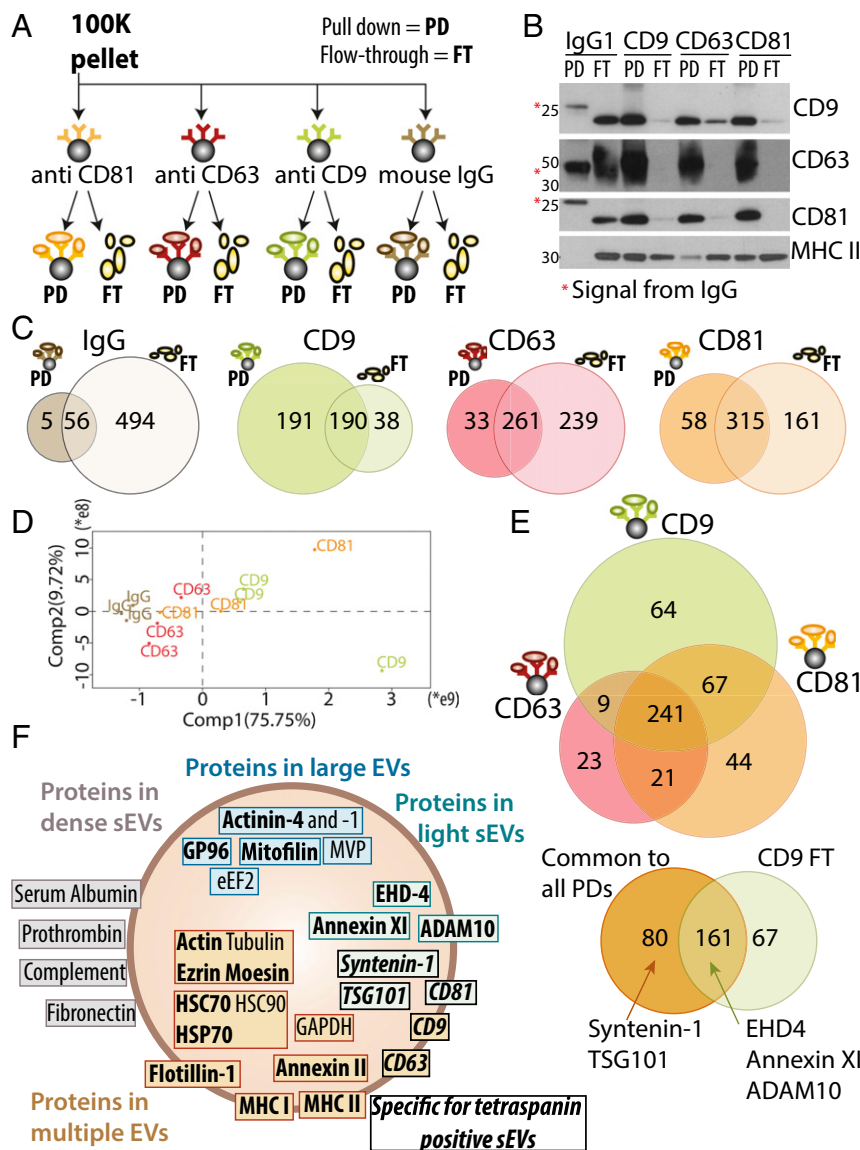 A
100K
pellet
Pull down = PD
Flow-through = FT
anti CD81 anti CD63 anti CD9 mouse IgG
PD FT PD FT PD FT PD FT
B
IgG1 CD9 CD63 CD81
PD FT PD FT PD FT PD FT
*25 CD9
50 CD63
*
30
*25 CD81
30 MHC II
* Signal from IgG
C
IgG CD9 CD63 CD81
PD FT PD FT PD FT PD FT
5 56 494 191 190 38 33 261 239 58 315 161
D
(*e8)
Comp2(9.72%)
10
5
0
-5
-10
CD81
CD9
CD9
CD63
CD81
IgG
IgG
IgG
CD81
CD63
CD63
CD9
-1 0 1 2 3
Comp1(75.75%) (*e9)
E
CD9
64
CD81
CD63
9 67
241
23 21 44
Common to
all PDs
CD9 FT
80 161 67
Syntenin-1
TSG101
EHD4
Annexin XI
ADAM10
F
Proteins in large EVs
Proteins in
dense sEVs
Proteins in
light sEVs
Actinin-4 and -1
GP96 Mitofilin MVP
eEF2
Serum Albumin
Prothrombin
Complement
Fibronectin
EHD-4
Annexin XI ADAM10
Actin Tubulin
Ezrin Moesin
Syntenin-1
TSG101 CD81
HSC70 HSC90
HSP70
GAPDH CD9
Flotillin-1 Annexin II CD63
MHC I MHC II
Proteins in
multiple EVs
Specific for tetraspanin
positive sEVs